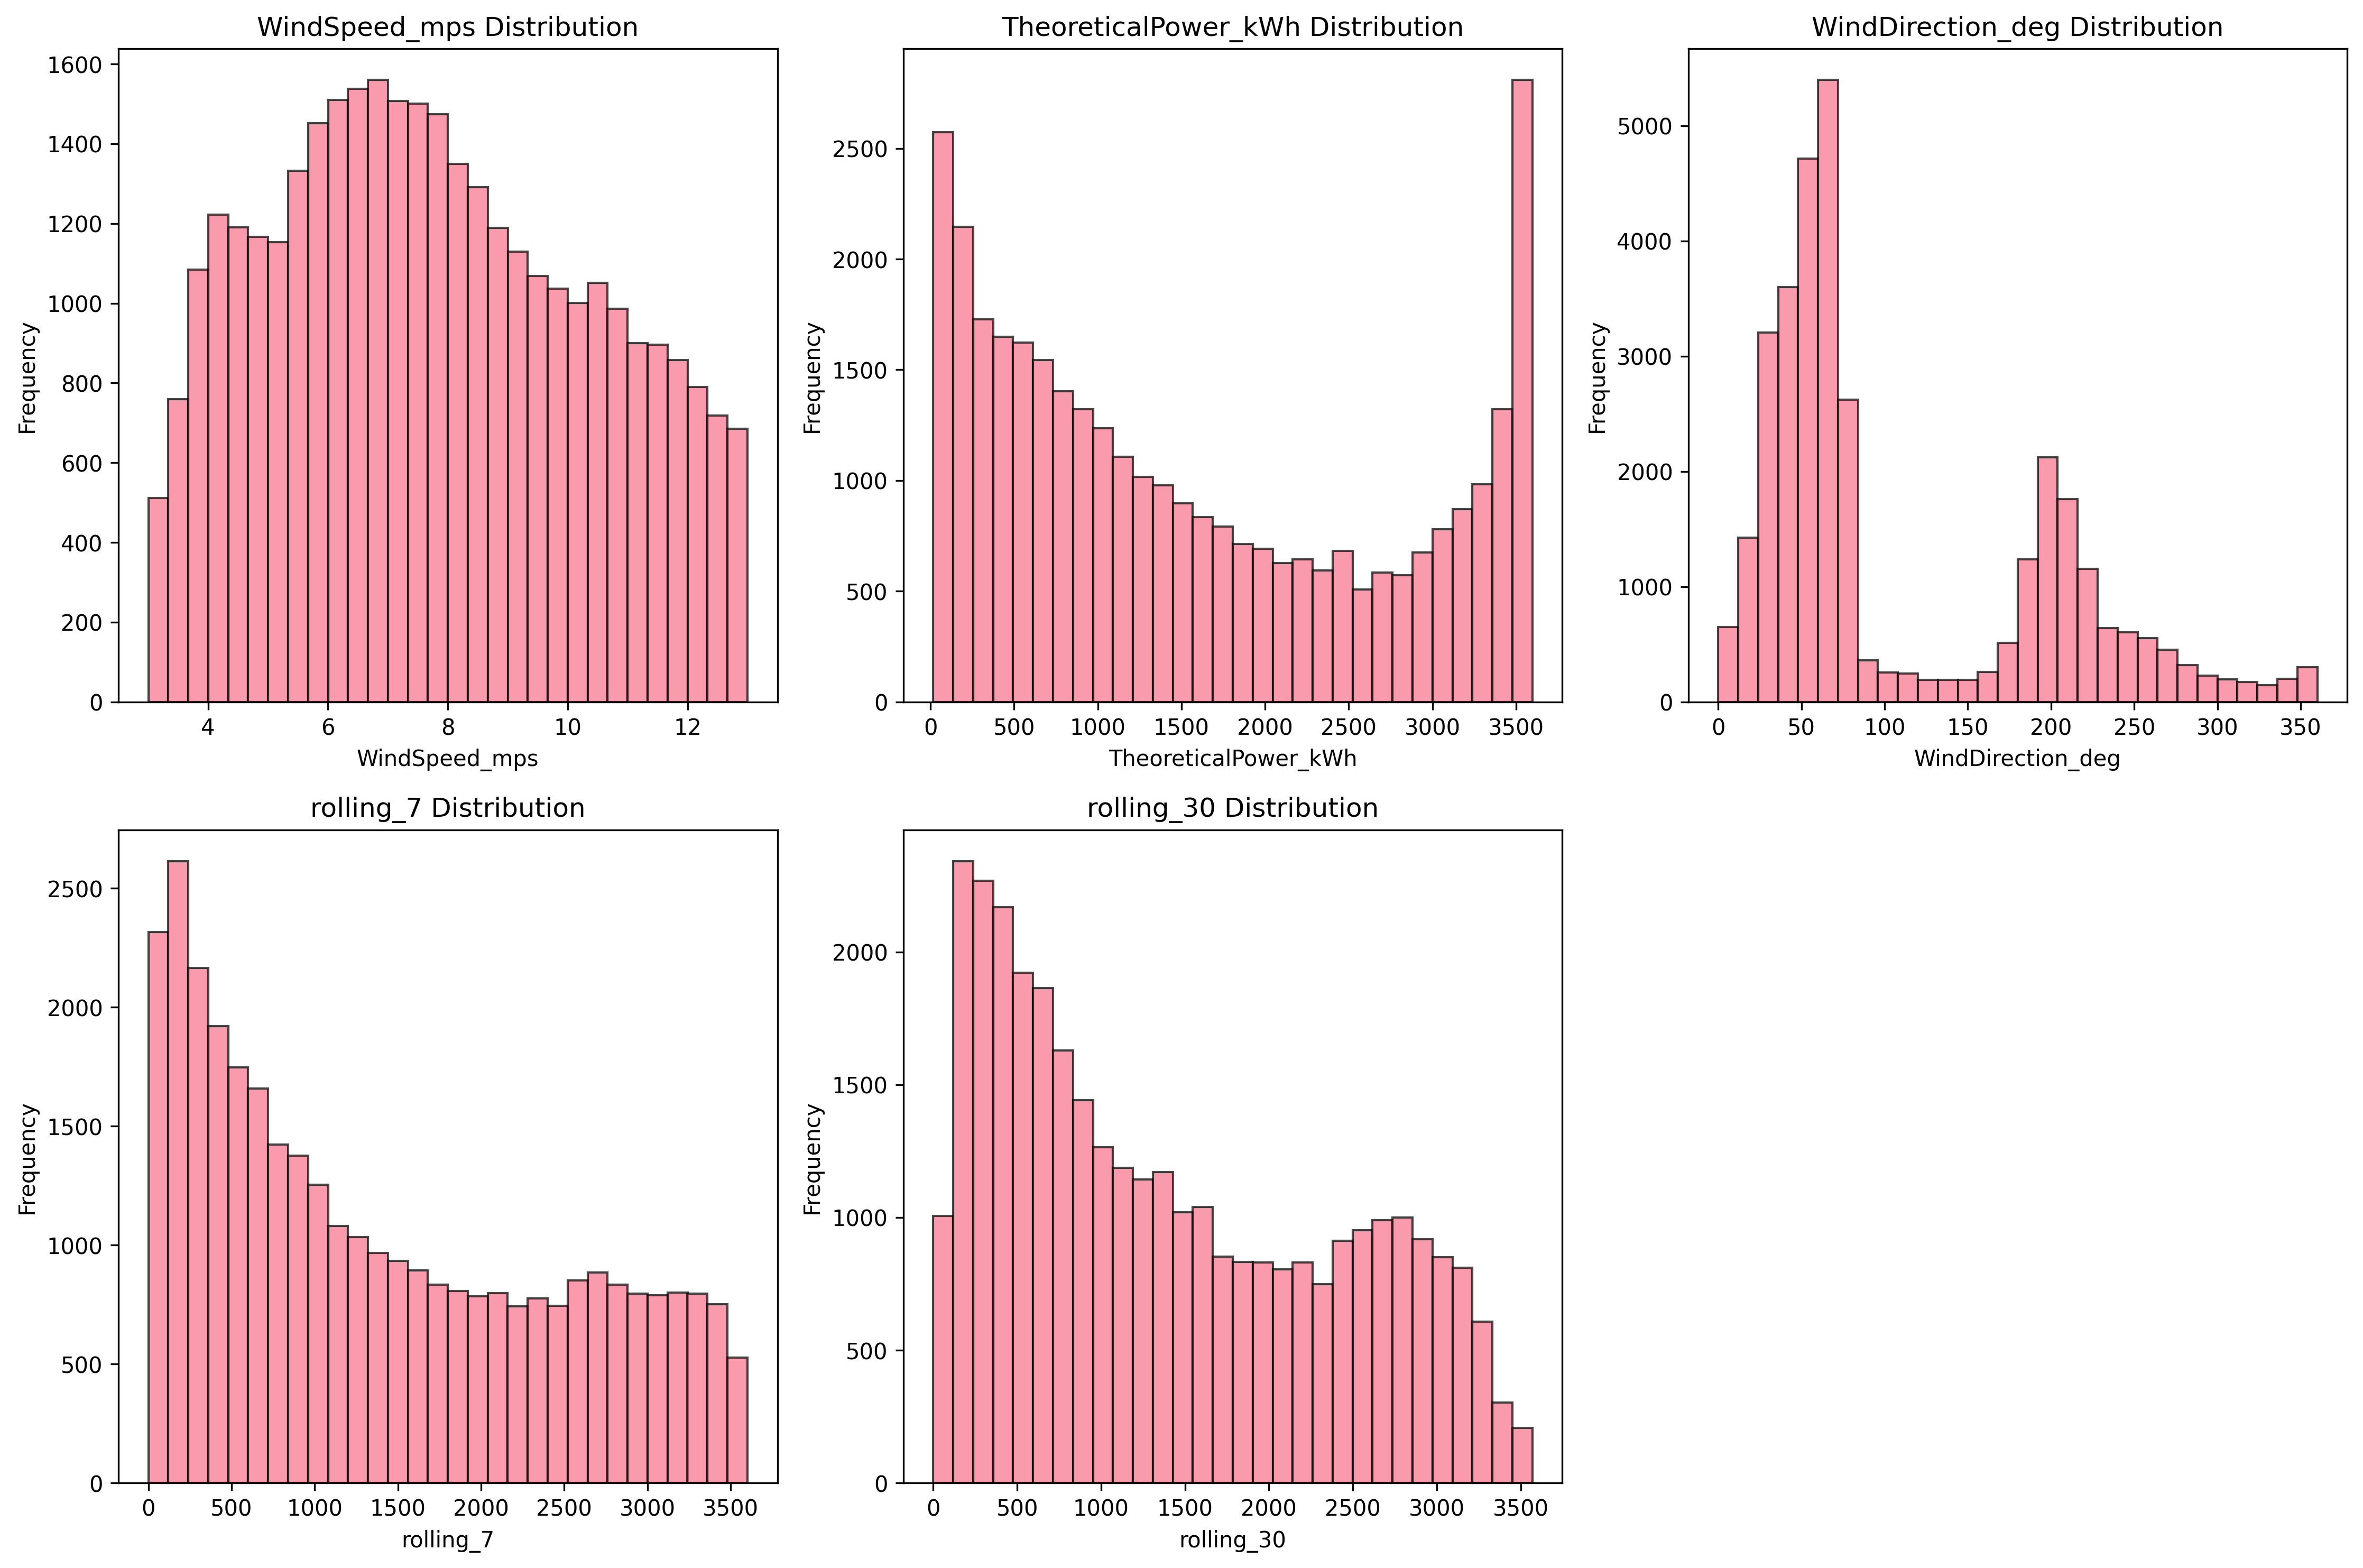 WindSpeed_mps Distribution
1600
1400
1200
1000
800
600
400
200
0
Frequency
4 6 8 10 12
WindSpeed_mps
TheoreticalPower_kWh Distribution
2500
2000
1500
1000
500
0
Frequency
0 500 1000 1500 2000 2500 3000 3500
TheoreticalPower_kWh
WindDirection_deg Distribution
5000
4000
3000
2000
1000
0
Frequency
0 50 100 150 200 250 300 350
WindDirection_deg
rolling_7 Distribution
2500
2000
1500
1000
500
0
Frequency
0 500 1000 1500 2000 2500 3000 3500
rolling_7
rolling_30 Distribution
2000
1500
1000
500
0
Frequency
0 500 1000 1500 2000 2500 3000 3500
rolling_30